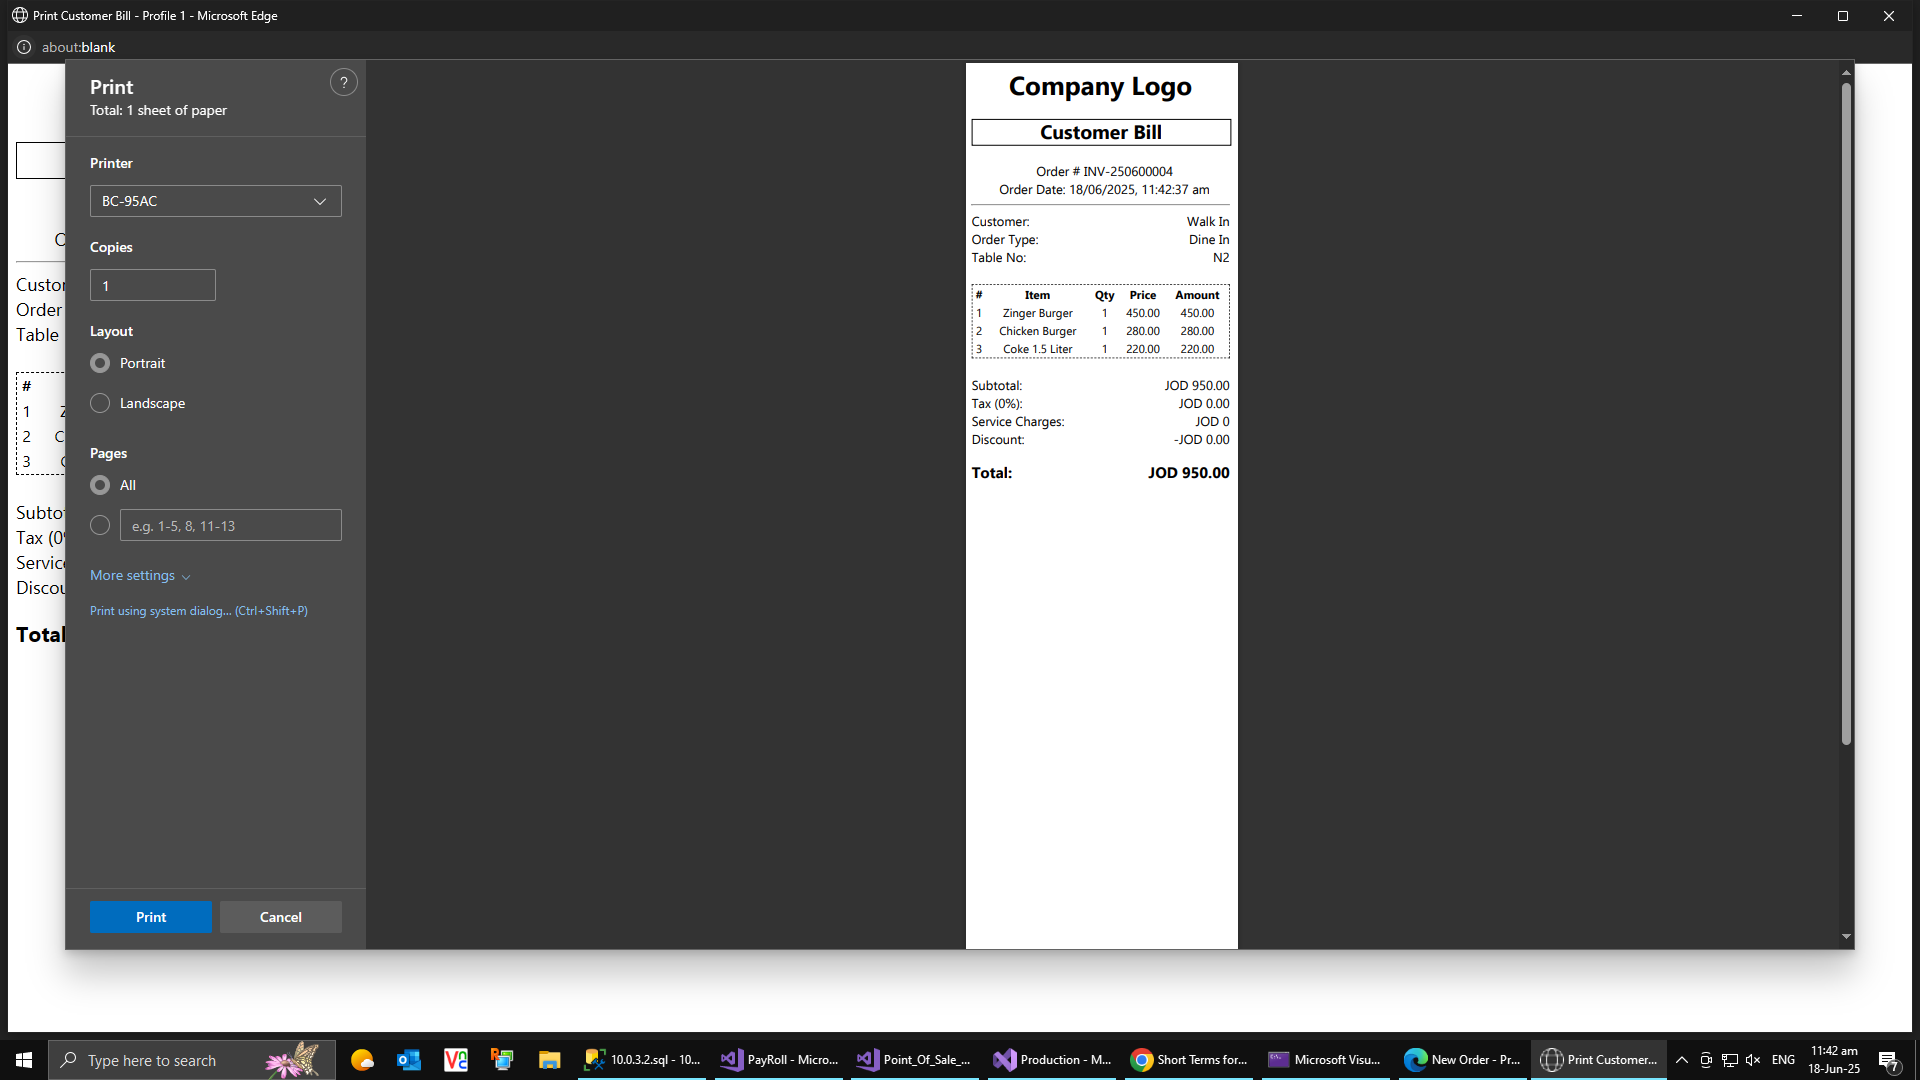 Print Customer Bill - Profile 1 - Microsoft Edge
about:blank
Print
?
Total: 1 sheet of paper
Printer
BC-95AC
Copies
1
Layout
Portrait
Landscape
Pages
All
e.g. 1-5, 8, 11-13
More settings
Print using system dialog... (Ctrl+Shift+P)
Print
Cancel
Custor
Order
Table
#
1
2
3
Subtot
Tax (0%
Service
Discou
Total
Company Logo
Customer Bill
Order # INV-250600004
Order Date: 18/06/2025, 11:42:37 am
Customer: Walk In
Order Type: Dine In
Table No: N2
# Item Qty Price Amount
1 Zinger Burger 1 450.00 450.00
2 Chicken Burger 1 280.00 280.00
3 Coke 1.5 Liter 1 220.00 220.00
Subtotal: JOD 950.00
Tax (0%): JOD 0.00
Service Charges: JOD 0
Discount: -JOD 0.00
Total: JOD 950.00
Type here to search
10.0.3.2.sql - 10...
PayRoll - Micro...
Point_Of_Sale_...
Production - M...
Short Terms for...
Microsoft Visu...
New Order - Pr...
Print Customer...
ENG
11:42 am
18-Jun-25
7